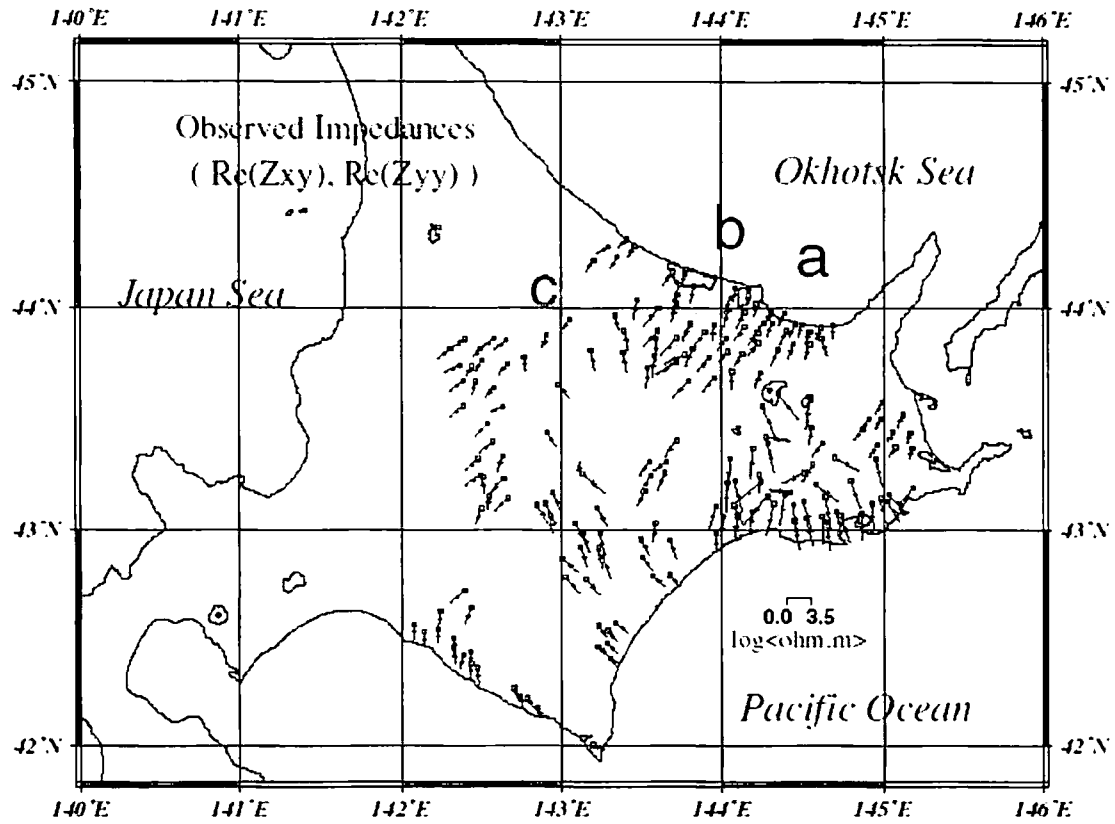 140˚E 141˚E 142˚E 143˚E 144˚E 145˚E 146˚E
45˚N 45˚N
Observed Impedances
( Re(Zxy), Re(Zyy) )
Okhotsk Sea
b
a
c
Japan Sea
44˚N 44˚N
43˚N 43˚N
0.0 3.5
log<ohm.m>
Pacific Ocean
42˚N 42˚N
140˚E 141˚E 142˚E 143˚E 144˚E 145˚E 146˚E